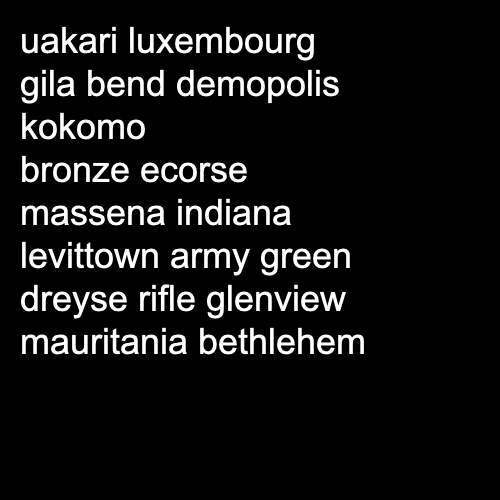 uakari luxembourg
gila bend demopolis
kokomo
bronze ecorse
massena indiana
levittown army green
dreyse rifle glenview
mauritania bethlehem